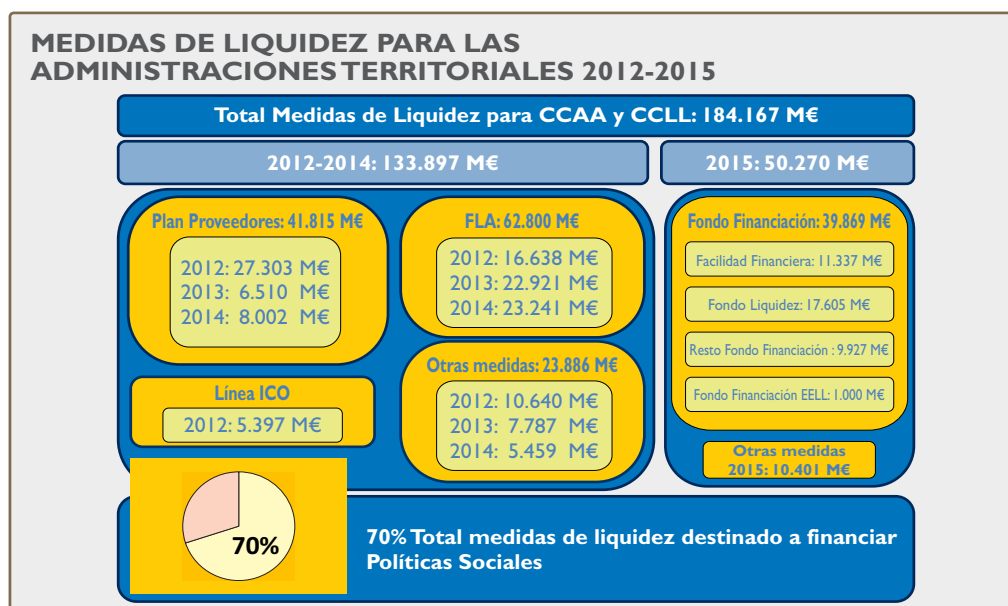 MEDIDAS DE LIQUIDEZ PARA LAS
ADMINISTRACIONES TERRITORIALES 2012-2015
Total Medidas de Liquidez para CCAA y CCLL: 184.167 M€
2012-2014: 133.897 M€
2015: 50.270 M€
Plan Proveedores: 41.815 M€
2012: 27.303 M€
2013: 6.510 M€
2014: 8.002 M€
Línea ICO
2012: 5.397 M€
FLA: 62.800 M€
2012: 16.638 M€
2013: 22.921 M€
2014: 23.241 M€
Otras medidas: 23.886 M€
2012: 10.640 M€
2013: 7.787 M€
2014: 5.459 M€
Fondo Financiación: 39.869 M€
Facilidad Financiera: 11.337 M€
Fondo Liquidez: 17.605 M€
Resto Fondo Financiación : 9.927 M€
Fondo Financiación EELL: 1.000 M€
Otras medidas
2015: 10.401 M€
70%
70% Total medidas de liquidez destinado a financiar
Políticas Sociales